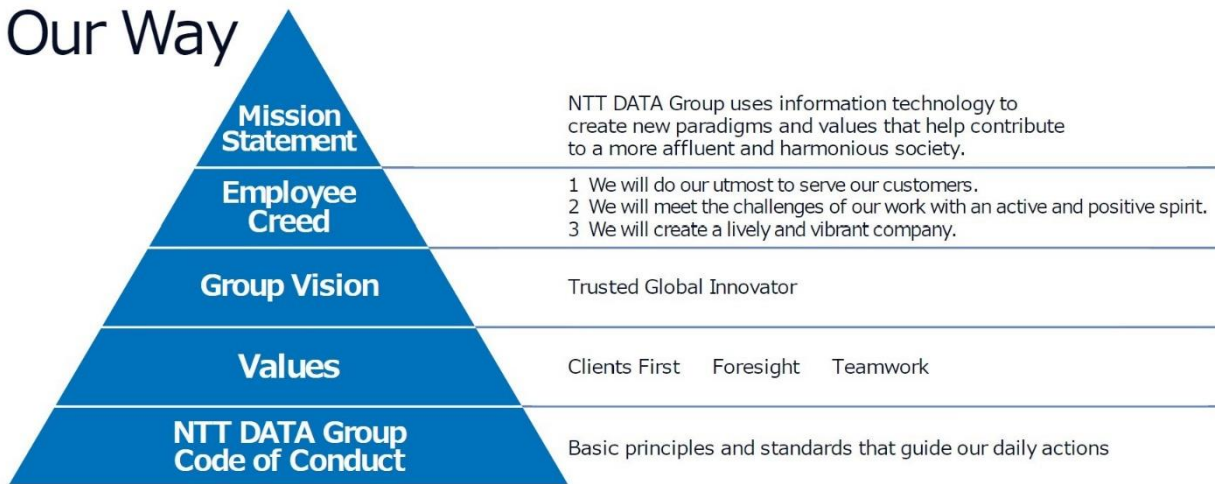 Our Way
Mission
Statement
NTT DATA Group uses information technology to
create new paradigms and values that help contribute
to a more affluent and harmonious society.
Employee
Creed
1 We will do our utmost to serve our customers.
2 We will meet the challenges of our work with an active and positive spirit.
3 We will create a lively and vibrant company.
Group Vision
Trusted Global Innovator
Values
Clients First Foresight Teamwork
NTT DATA Group
Code of Conduct
Basic principles and standards that guide our daily actions